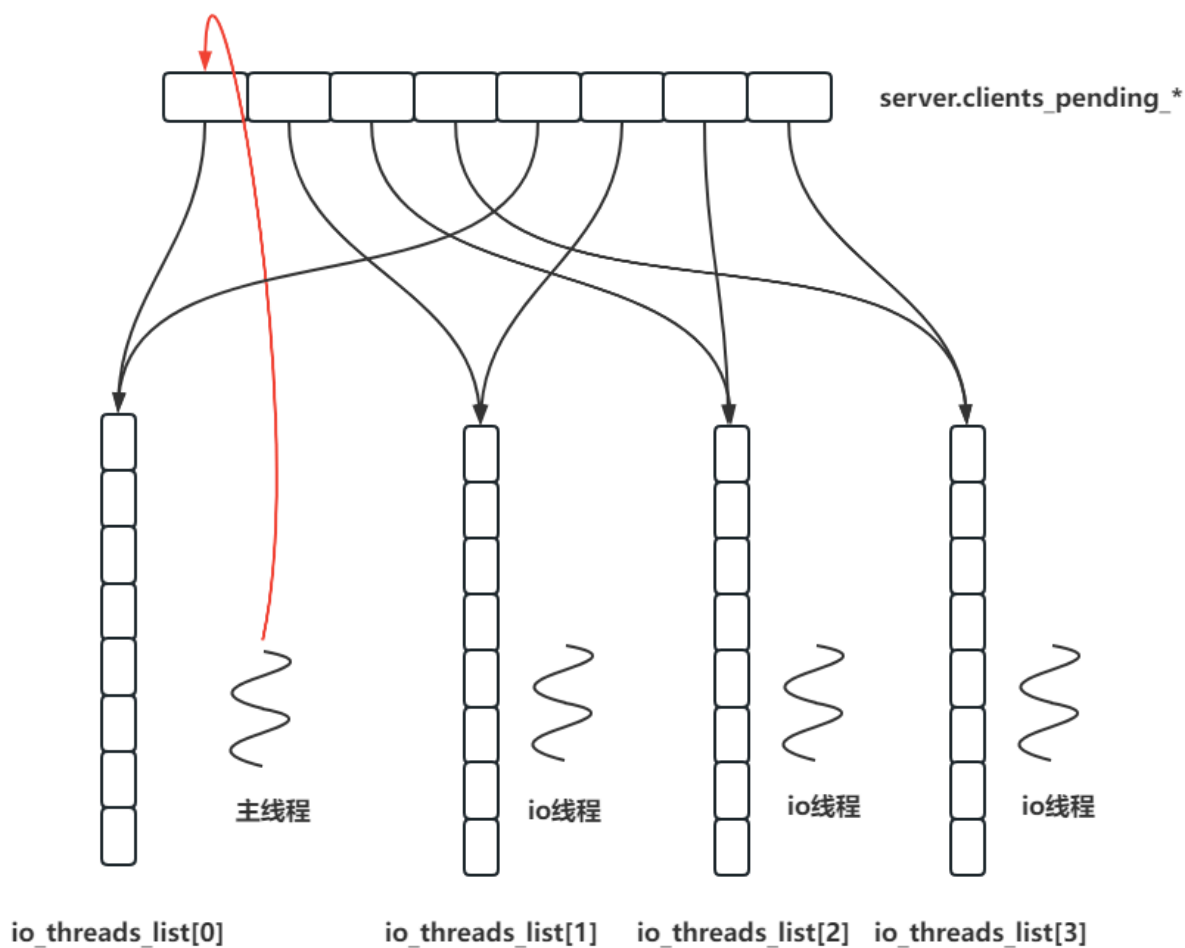 server.clients_pending_*
主线程
io线程
io线程
io线程
io_threads_list[0]
io_threads_list[1]
io_threads_list[2]
io_threads_list[3]